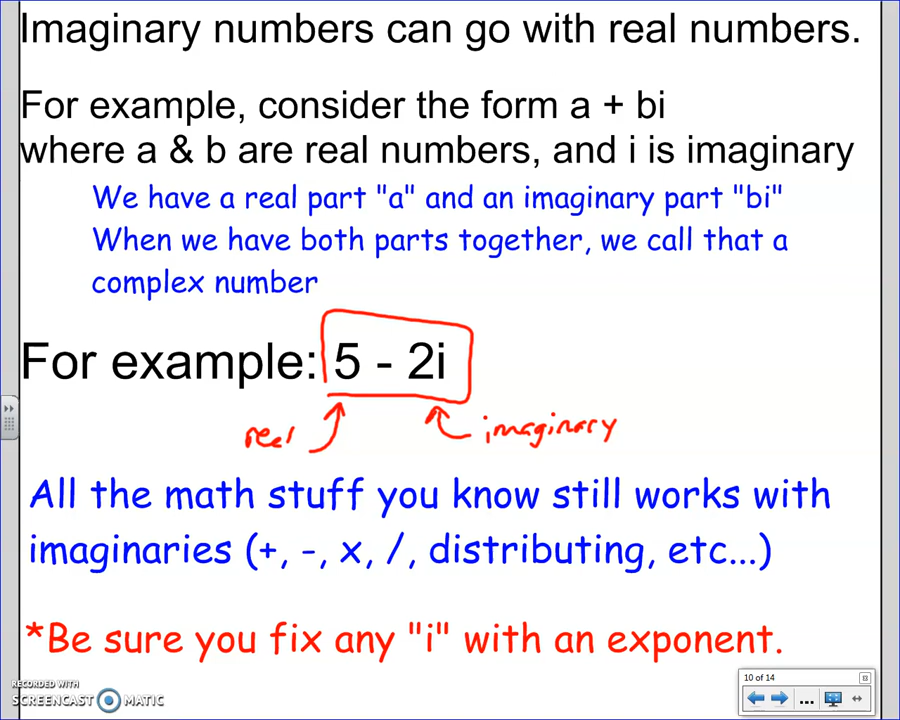 Imaginary numbers can go with real numbers.
For example, consider the form a + bi
where a & b are real numbers, and i is imaginary
We have a real part "a" and an imaginary part "bi"
When we have both parts together, we call that a
complex number
For example: 5 - 2i
real imaginary
All the math stuff you know still works with
imaginaries (+, -, x, /, distributing, etc...)
*Be sure you fix any "i" with an exponent.
10 of 14
...
RECORDED WITH
SCREENCAST MATIC